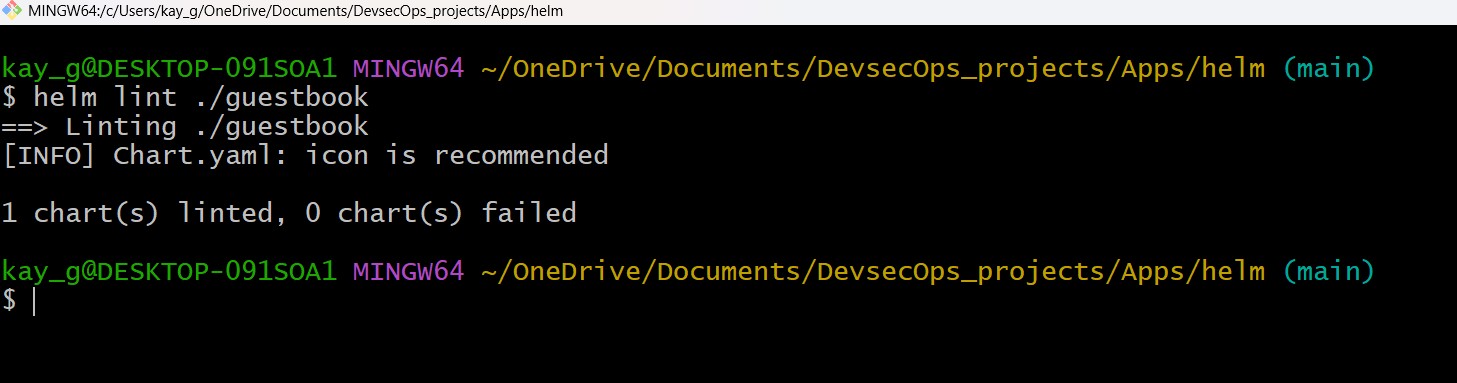 MINGW64:/c/Users/kay_g/OneDrive/Documents/DevsecOps_projects/Apps/helm
kay_g@DESKTOP-091SOA1 MINGW64 ~/OneDrive/Documents/DevsecOps_projects/Apps/helm (main)
$ helm lint ./guestbook
==> Linting ./guestbook
[INFO] Chart.yaml: icon is recommended
1 chart(s) linted, 0 chart(s) failed
kay_g@DESKTOP-091SOA1 MINGW64 ~/OneDrive/Documents/DevsecOps_projects/Apps/helm (main)
$